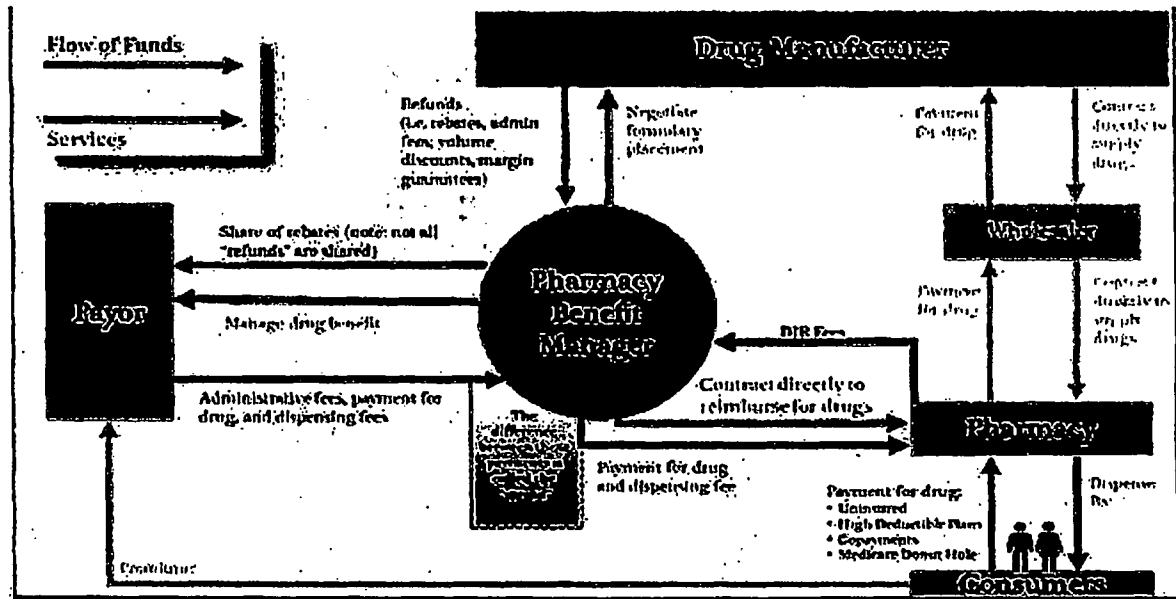 Flow of Funds
Services
Drug Manufacturer
Refunds
(i.e. rebates, admin
fees, volume
discounts, margin
guarantees)
Negotiate
formulary
placement
Payment
for drug
Contract
directly to
supply
drugs
Share of rebates (note: not all
"refunds" are shared)
Payor
Manage drug benefit
Pharmacy
Benefit
Manager
Wholesaler
Payment
for drug
Contract
directly to
supply
drugs
DIR Fees
Administrative fees, payment for
drug, and dispensing fees
Contract directly to
reimburse for drugs
The
difference
Payment for drug
and dispensing fee
Pharmacy
Payment for drug:
• Uninsured
• High Deductible Plans
• Copayments
• Medicare Donut Hole
Dispense
Rx
Premiums
Consumers